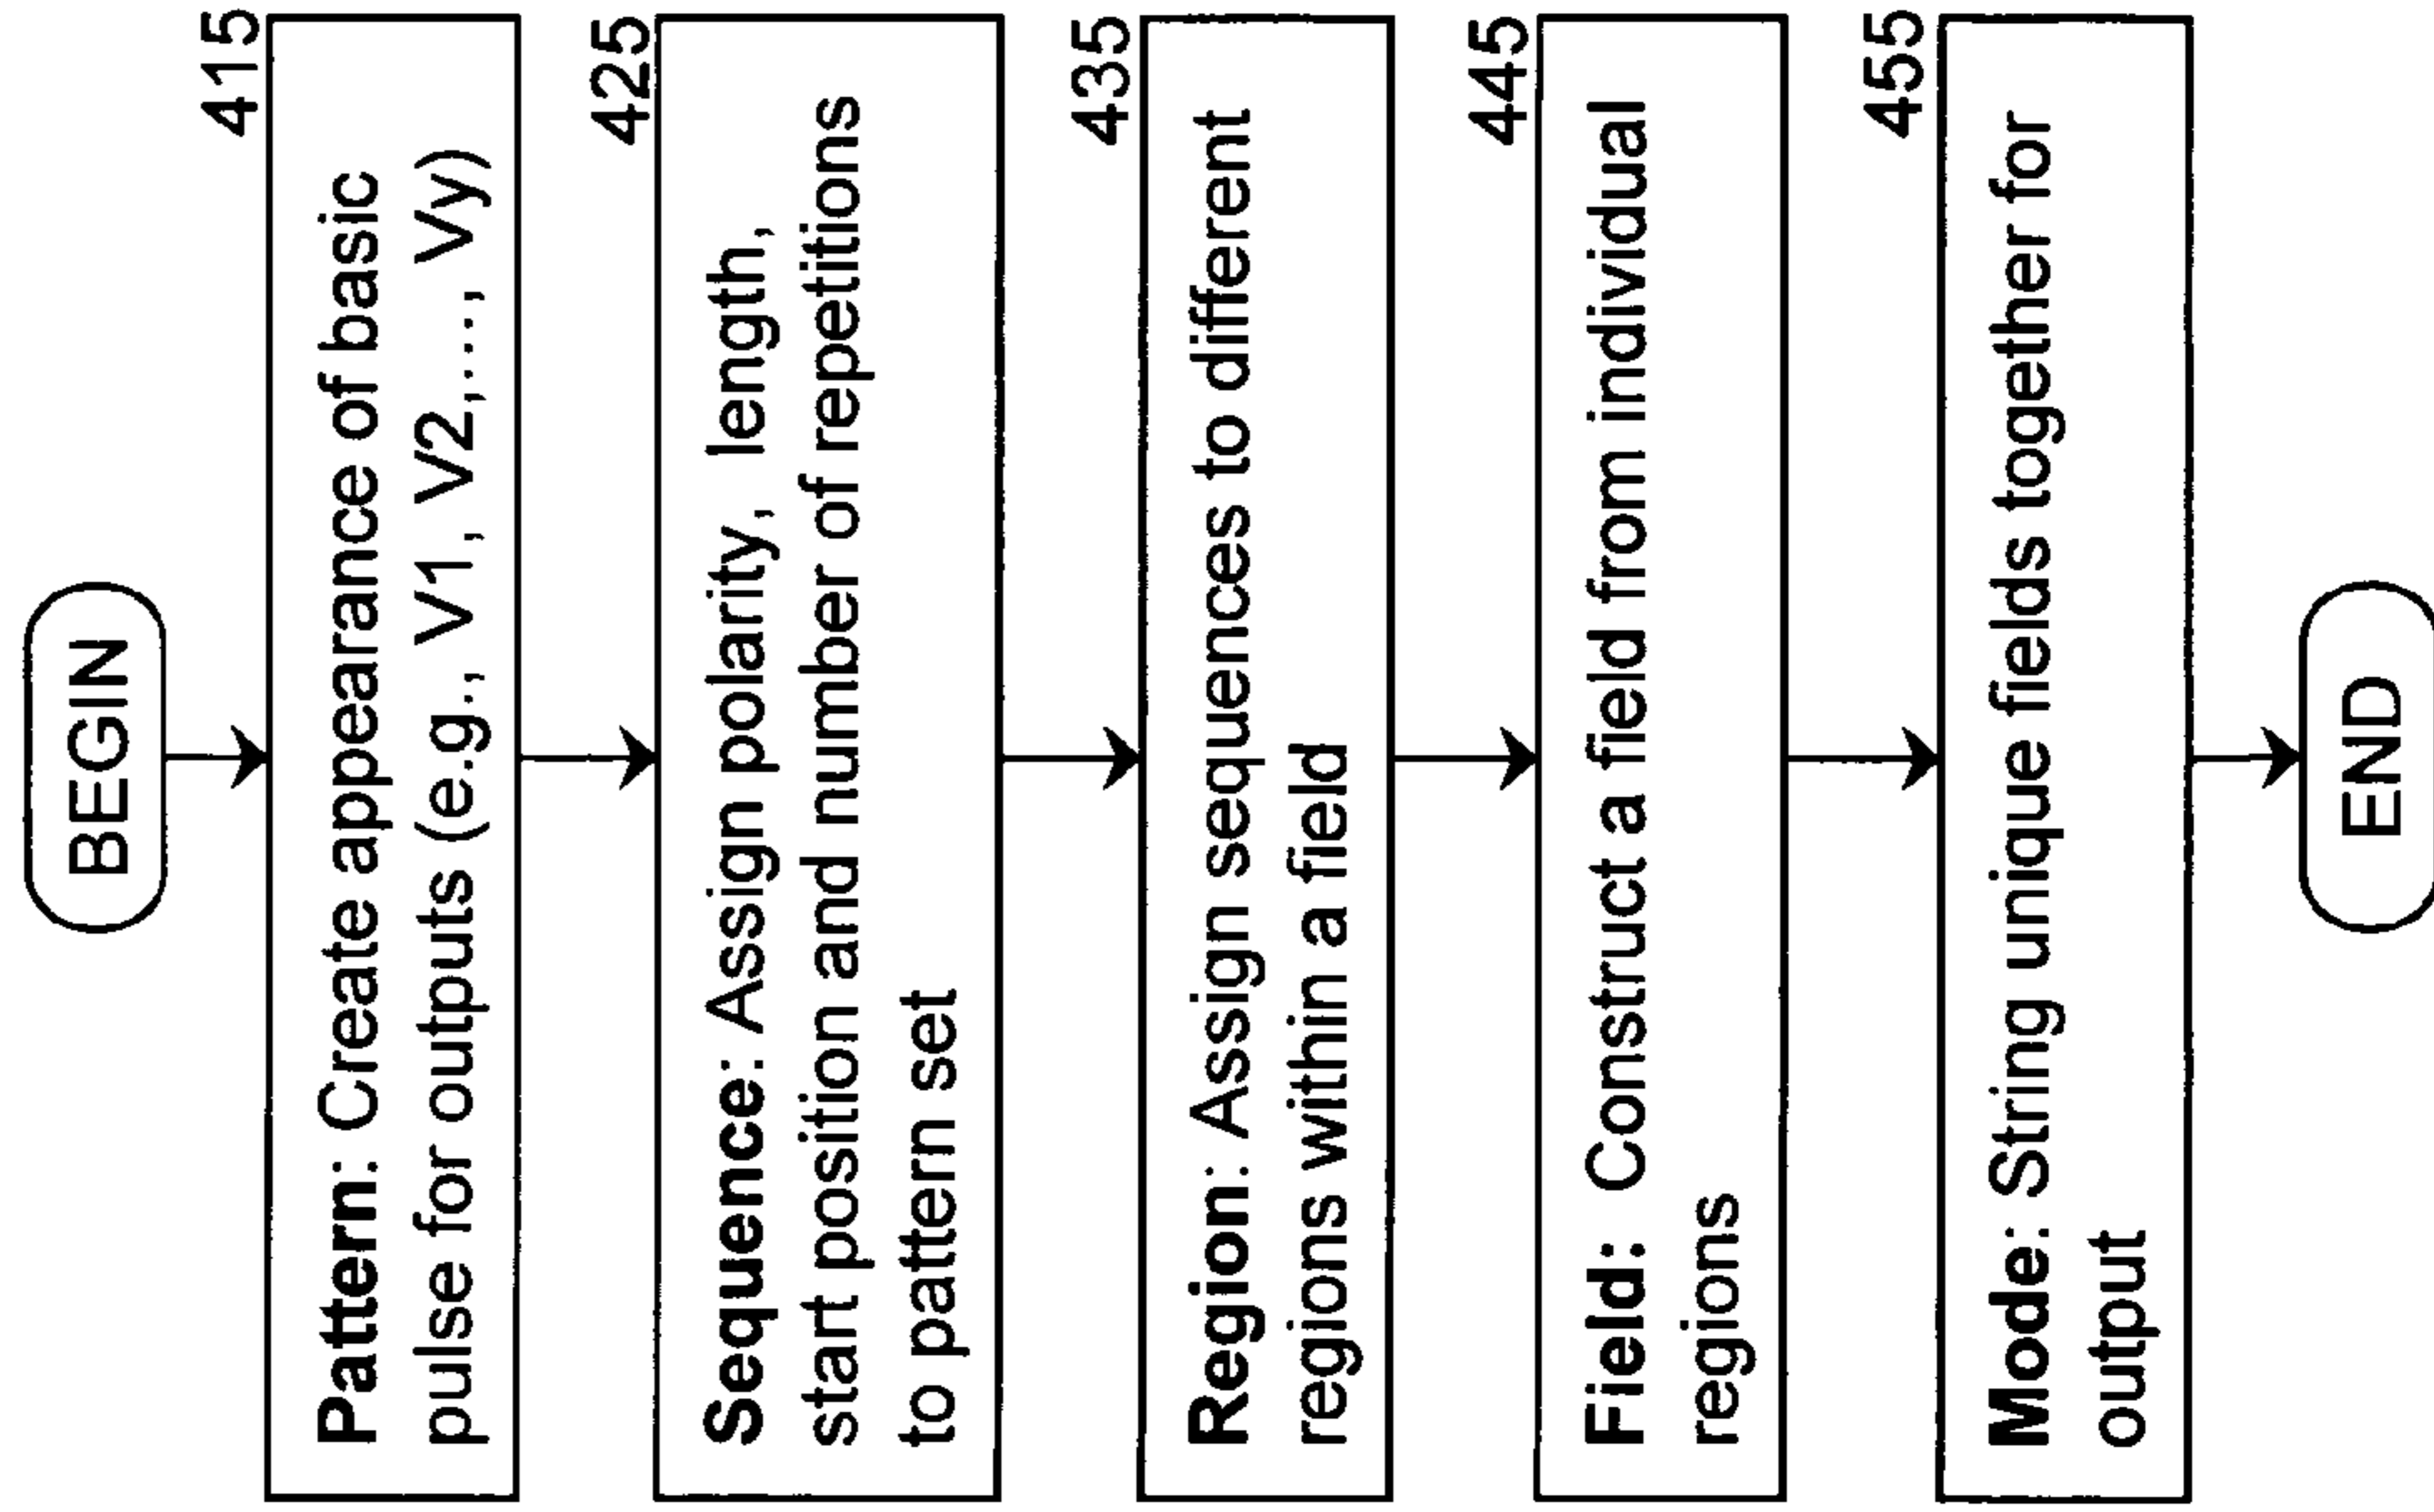 BEGIN
415
Pattern: Create appearance of basic
pulse for outputs (e.g., V1, V2,..., Vy)
425
Sequence: Assign polarity, length,
start position and number of repetitions
to pattern set
435
Region: Assign sequences to different
regions within a field
445
Field: Construct a field from individual
regions
455
Mode: String unique fields together for
output
END